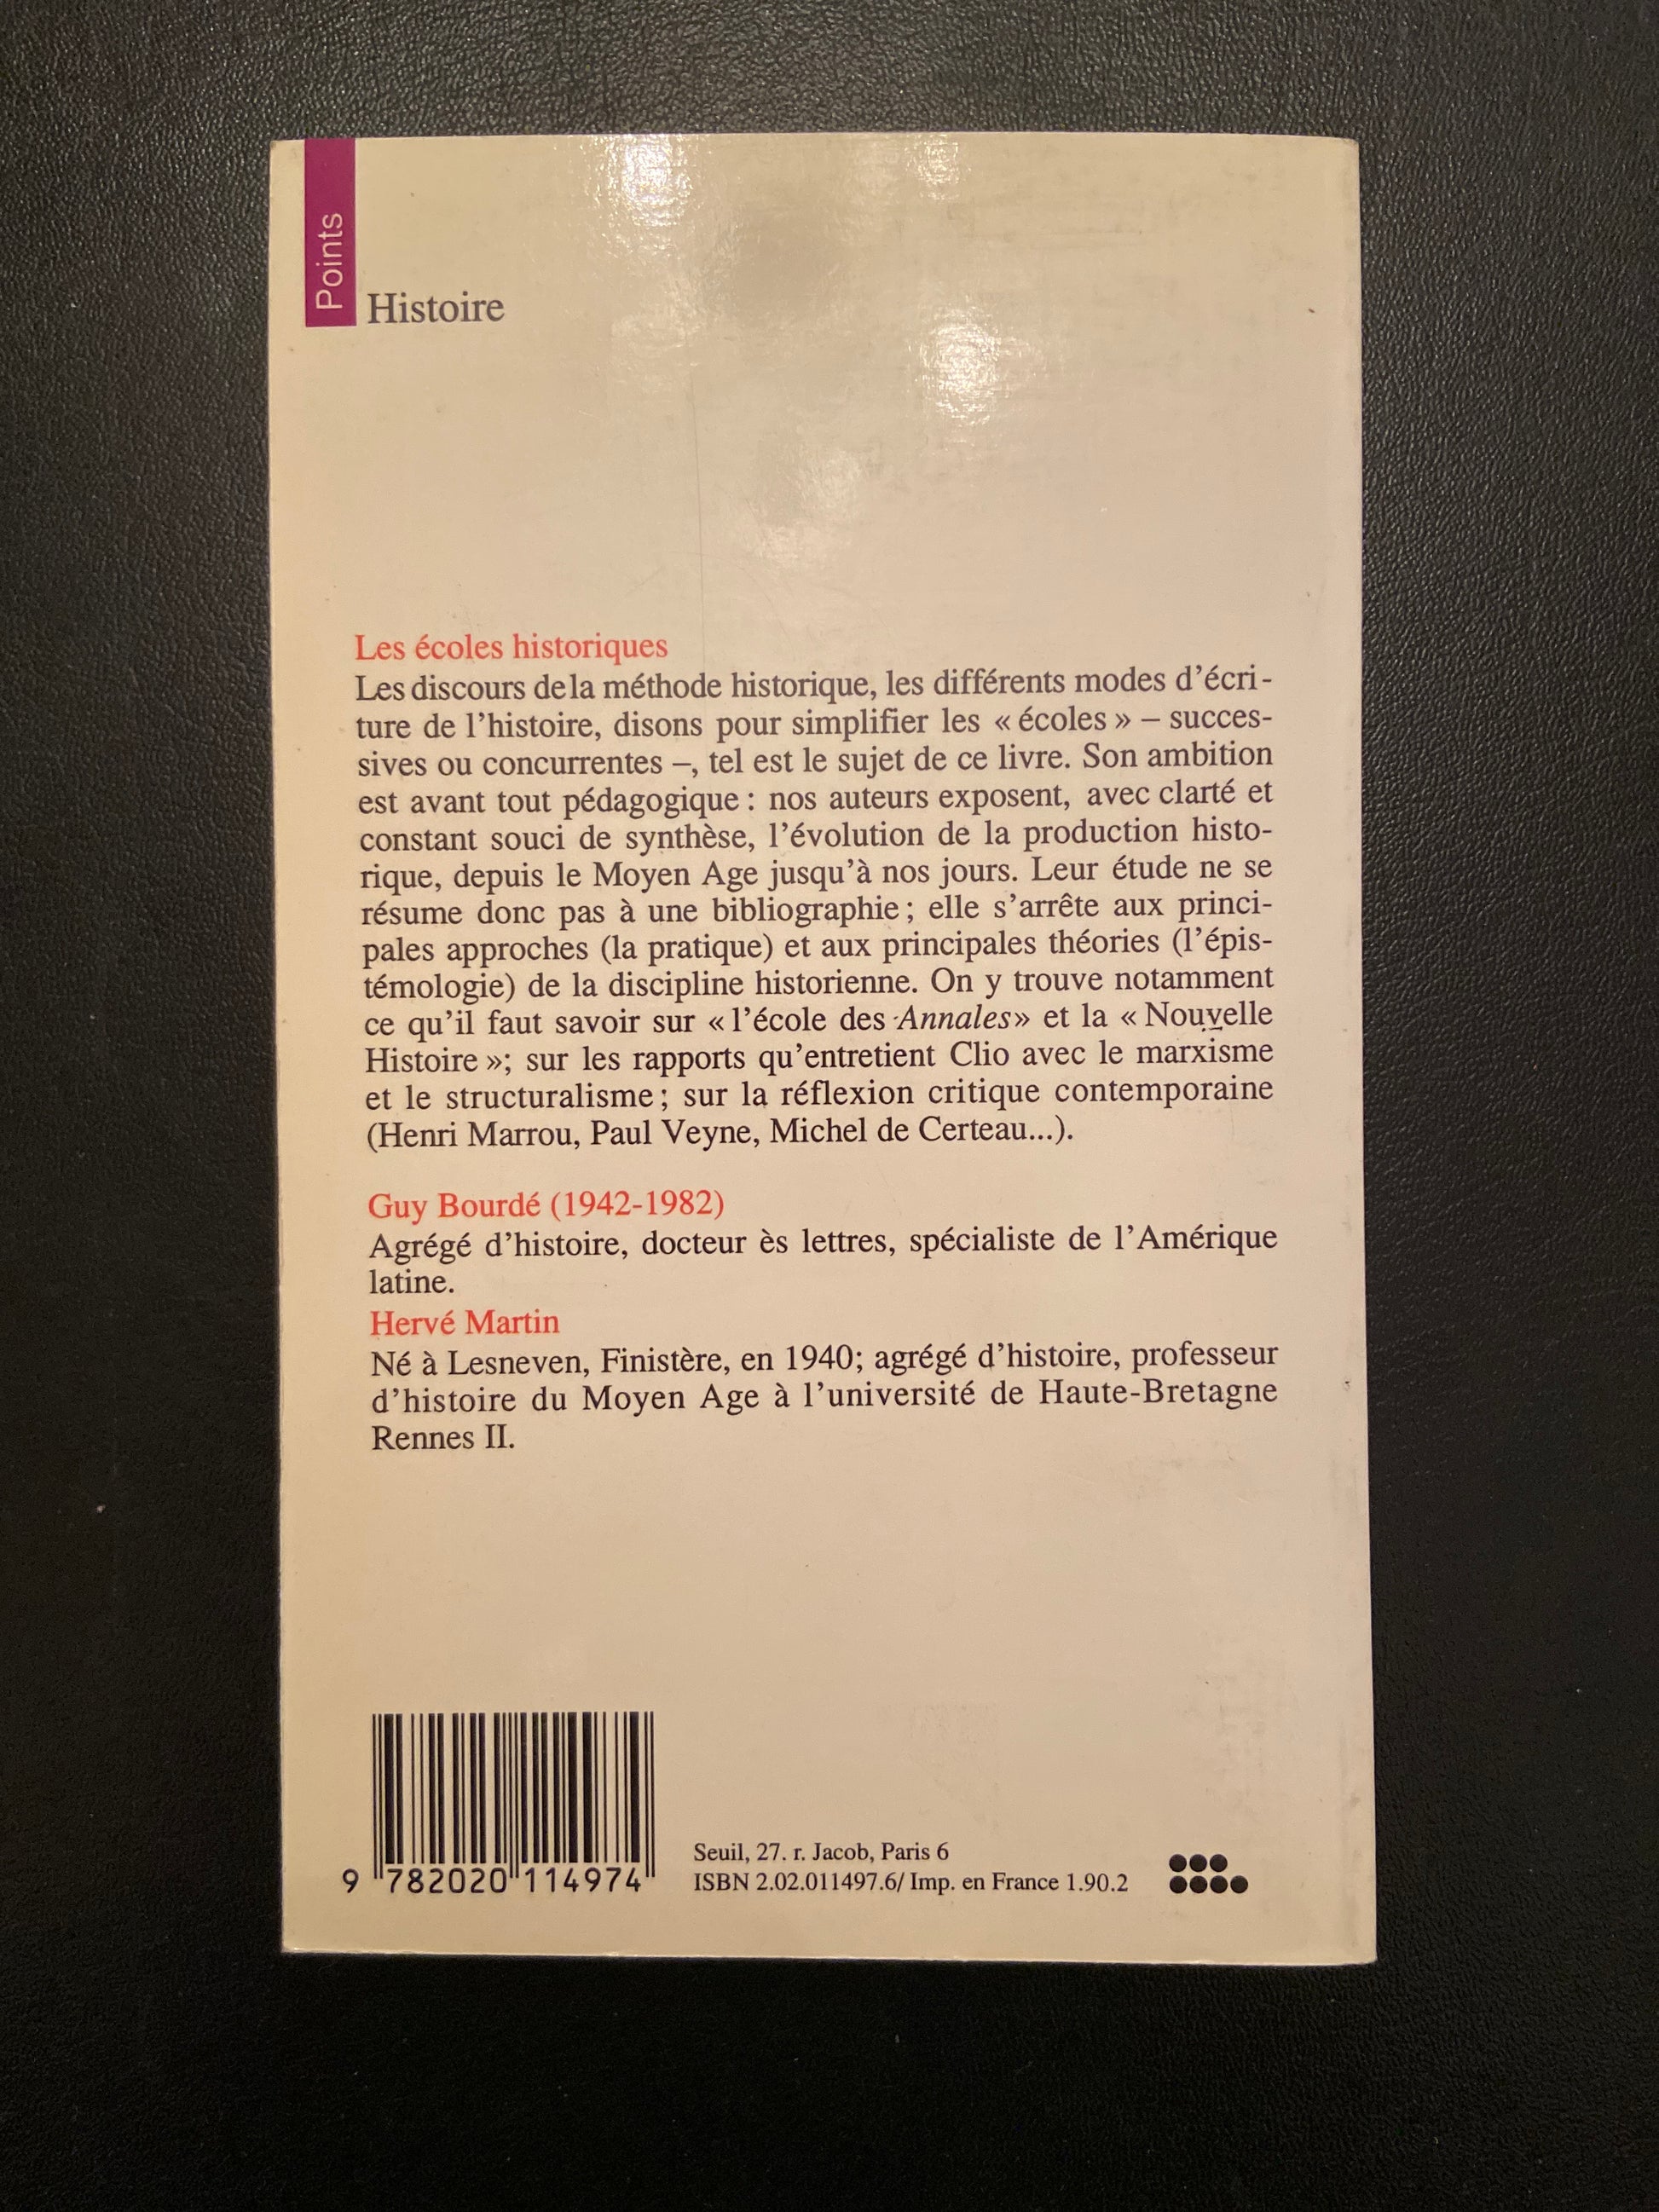 Points
Histoire
Les écoles historiques
Les discours de la méthode historique, les différents modes d'écri-
ture de l'histoire, disons pour simplifier les « écoles » – succes-
sives ou concurrentes –, tel est le sujet de ce livre. Son ambition
est avant tout pédagogique : nos auteurs exposent, avec clarté et
constant souci de synthèse, l'évolution de la production histo-
rique, depuis le Moyen Age jusqu'à nos jours. Leur étude ne se
résume donc pas à une bibliographie ; elle s'arrête aux princi-
pales approches (la pratique) et aux principales théories (l'épis-
témologie) de la discipline historienne. On y trouve notamment
ce qu'il faut savoir sur « l'école des Annales» et la « Nouvelle
Histoire »; sur les rapports qu'entretient Clio avec le marxisme
et le structuralisme ; sur la réflexion critique contemporaine
(Henri Marrou, Paul Veyne, Michel de Certeau...).
Guy Bourdé (1942-1982)
Agrégé d'histoire, docteur ès lettres, spécialiste de l'Amérique
latine.
Hervé Martin
Né à Lesneven, Finistère, en 1940; agrégé d'histoire, professeur
d'histoire du Moyen Age à l'université de Haute-Bretagne
Rennes II.
9 782020 114974
Seuil, 27. r. Jacob, Paris 6
ISBN 2.02.011497.6/ Imp. en France 1.90.2